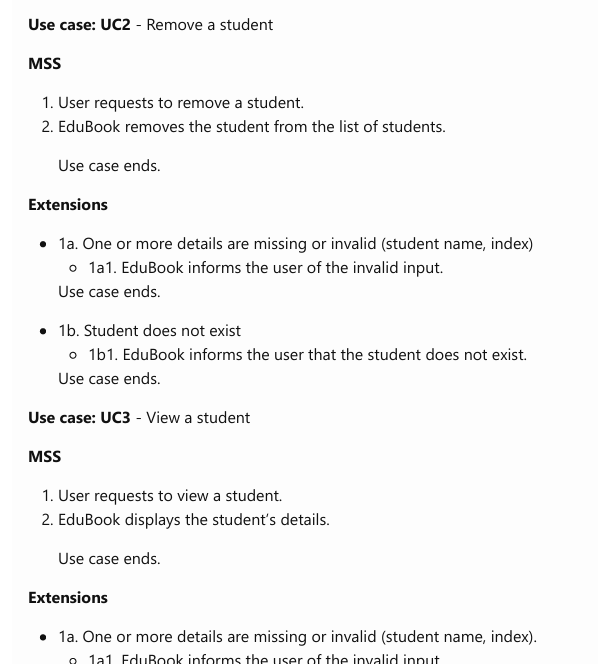 Use case: UC2 - Remove a student
MSS
1. User requests to remove a student.
2. EduBook removes the student from the list of students.
Use case ends.
Extensions
• 1a. One or more details are missing or invalid (student name, index)
◦ 1a1. EduBook informs the user of the invalid input.
Use case ends.
• 1b. Student does not exist
◦ 1b1. EduBook informs the user that the student does not exist.
Use case ends.
Use case: UC3 - View a student
MSS
1. User requests to view a student.
2. EduBook displays the student’s details.
Use case ends.
Extensions
• 1a. One or more details are missing or invalid (student name, index).
◦ 1a1. EduBook informs the user of the invalid input.